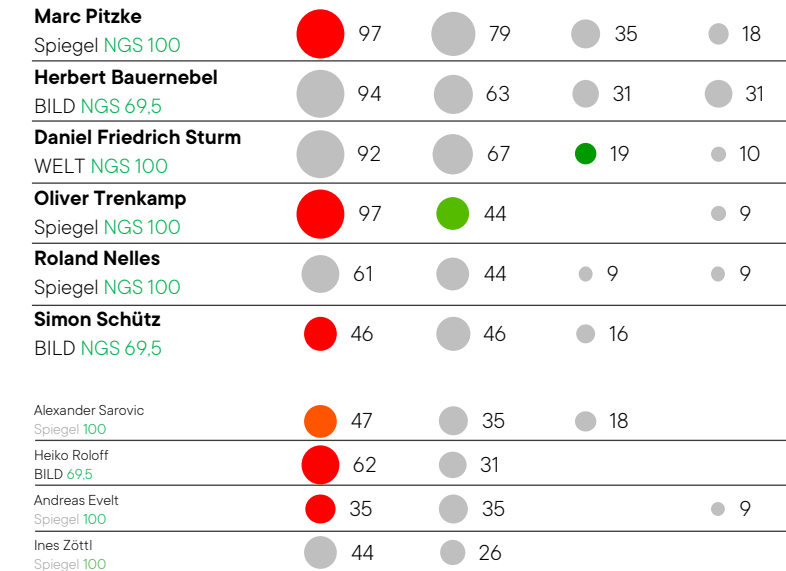 Marc Pitzke
Spiegel NGS 100
97 79 35 18
Herbert Bauernebel
BILD NGS 69,5
94 63 31 31
Daniel Friedrich Sturm
WELT NGS 100
92 67 19 10
Oliver Trenkamp
Spiegel NGS 100
97 44 9
Roland Nelles
Spiegel NGS 100
61 44 9 9
Simon Schütz
BILD NGS 69,5
46 46 16
Alexander Sarovic
Spiegel 100
47 35 18
Heiko Roloff
BILD 69,5
62 31
Andreas Evelt
Spiegel 100
35 35 9
Ines Zöttl
Spiegel 100
44 26